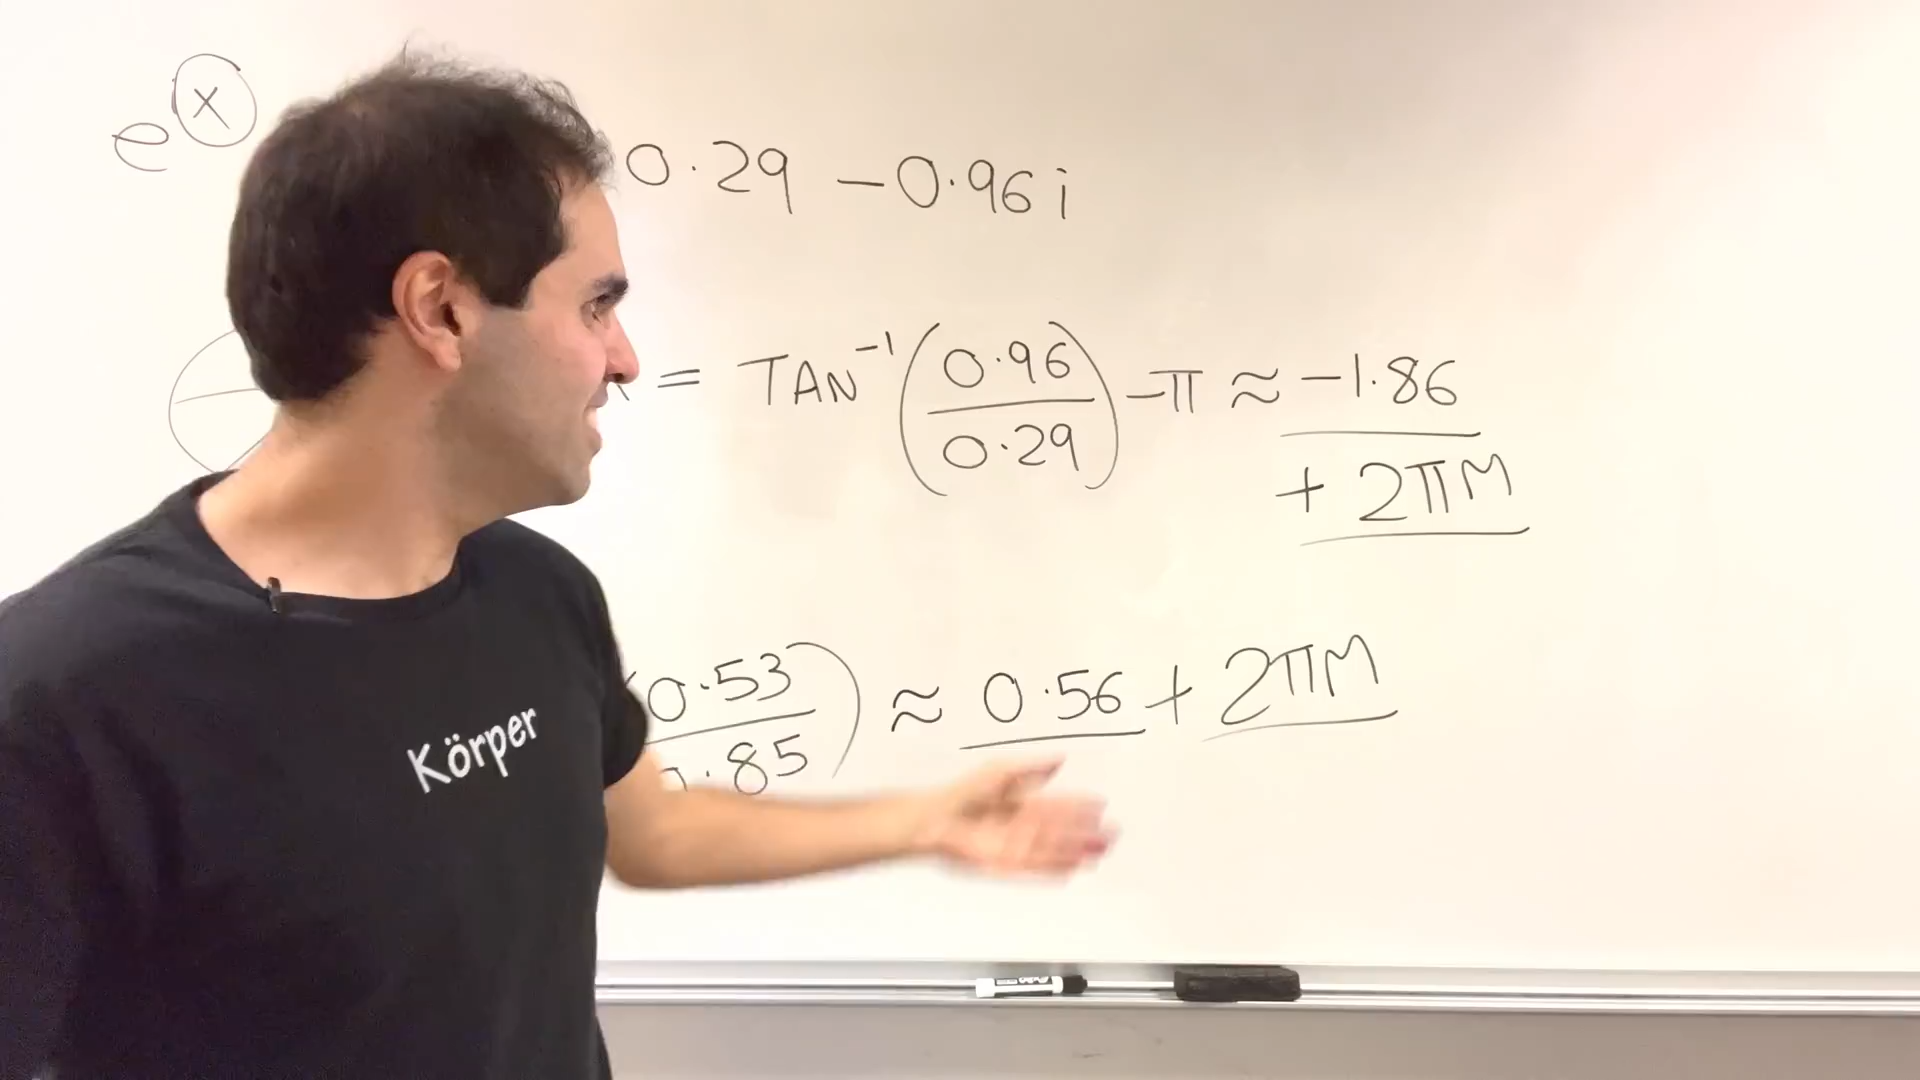 e^x 0.29 - 0.96 i
= TAN^-1 (0.96/0.29) - π ≈ -1.86
+ 2πM
0.53/0.85) ≈ 0.56 + 2πM
Körper